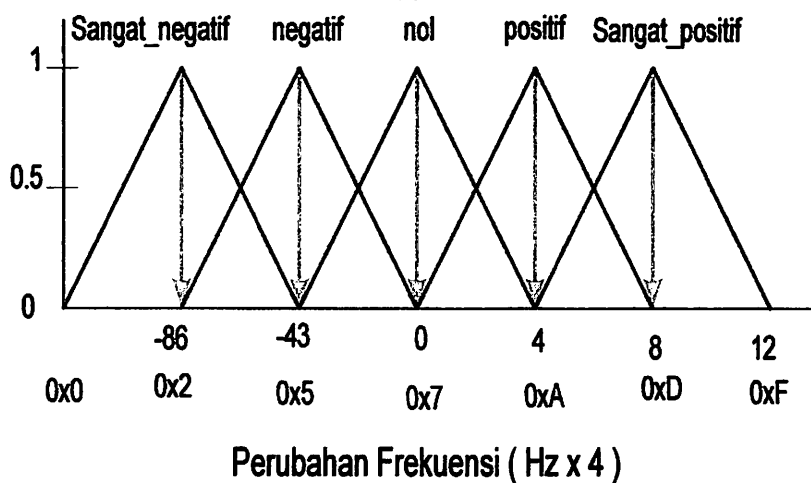 Sangat_negatif negatif nol positif Sangat_positif
1
0.5
0
-86 -43 0 4 8 12
0x0 0x2 0x5 0x7 0xA 0xD 0xF
Perubahan Frekuensi ( Hz x 4 )